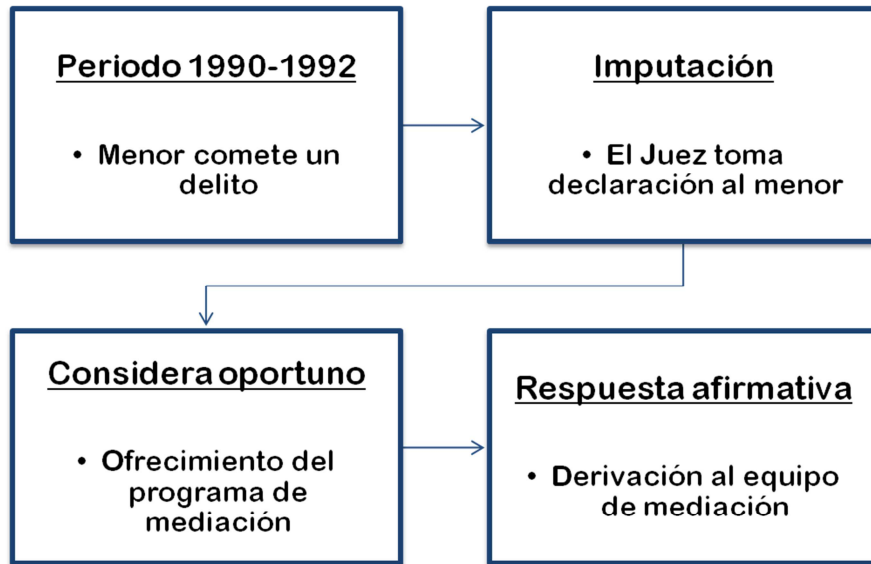 Periodo 1990-1992
• Menor comete un
delito
Imputación
• El Juez toma
declaración al menor
Considera oportuno
• Ofrecimiento del
programa de
mediación
Respuesta afirmativa
• Derivación al equipo
de mediación